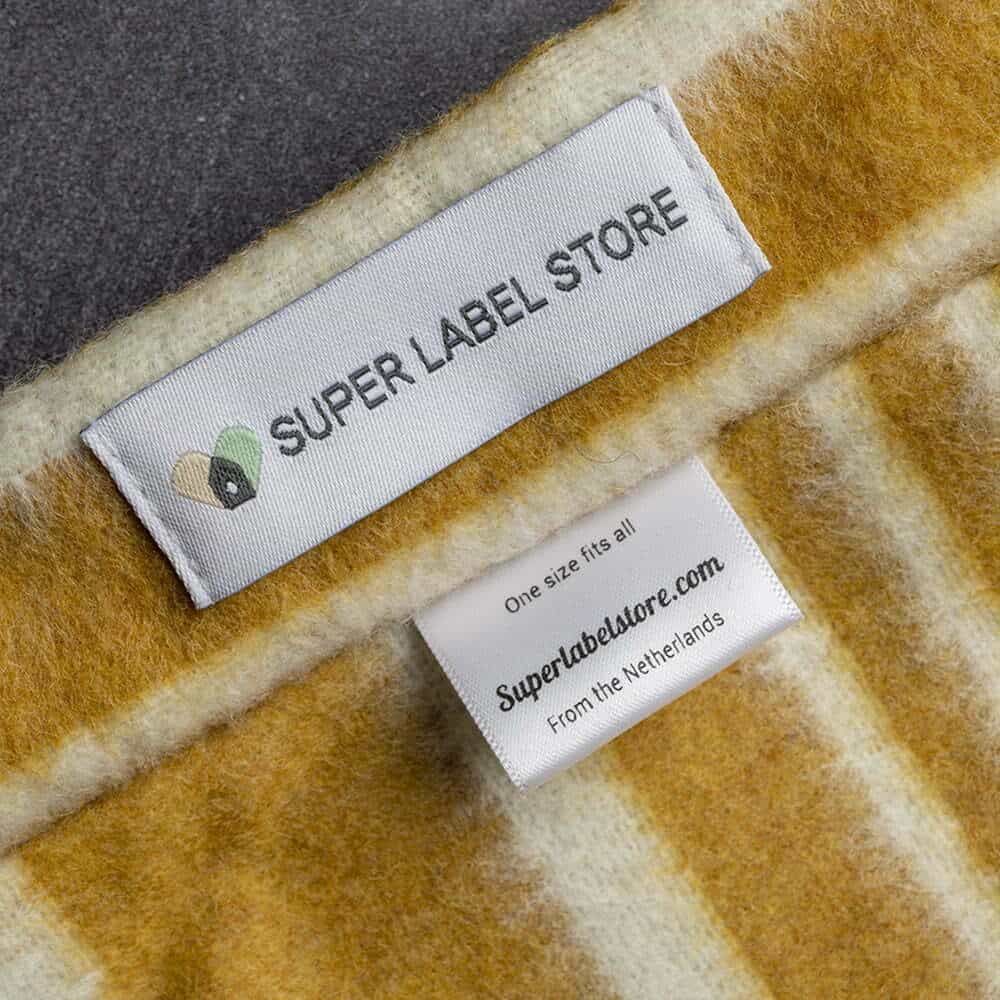 SUPER LABEL STORE
One size fits all
Superlabelstore.com
From the Netherlands